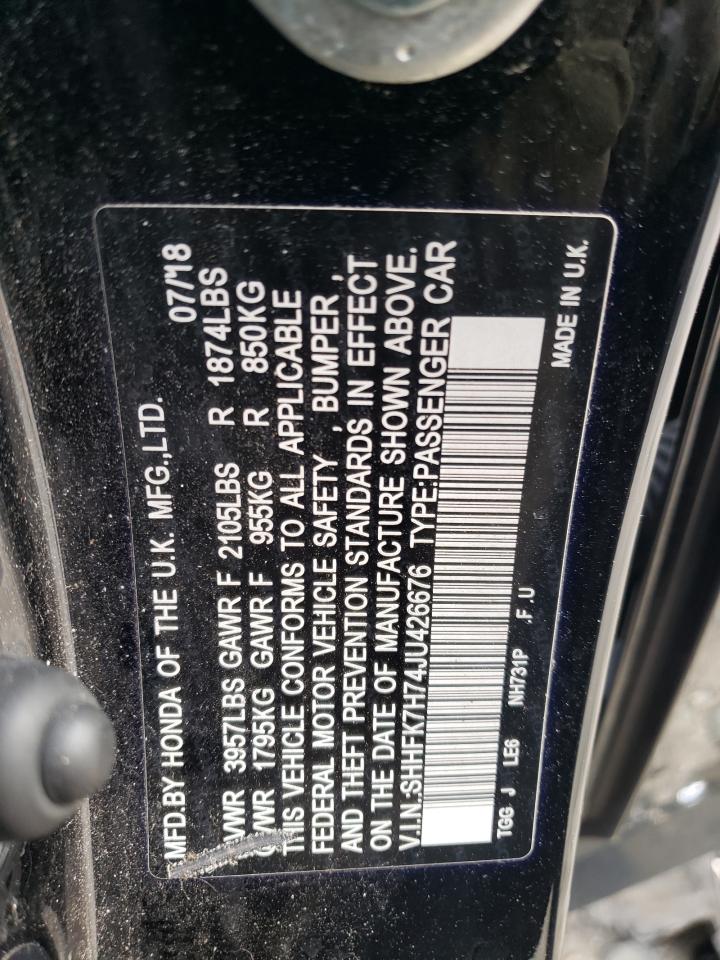 MFD.BY HONDA OF THE U.K. MFG.,LTD. 07/18
GVWR 3957LBS GAWR F 2105LBS R 1874LBS
GVWR 1795KG GAWR F 955KG R 850KG
THIS VEHICLE CONFORMS TO ALL APPLICABLE
FEDERAL MOTOR VEHICLE SAFETY , BUMPER ,
AND THEFT PREVENTION STANDARDS IN EFFECT
ON THE DATE OF MANUFACTURE SHOWN ABOVE.
V.I.N.:SHHFK7H74JU426676 TYPE:PASSENGER CAR
TGG J LE6 NH731P .F.U
MADE IN U.K.